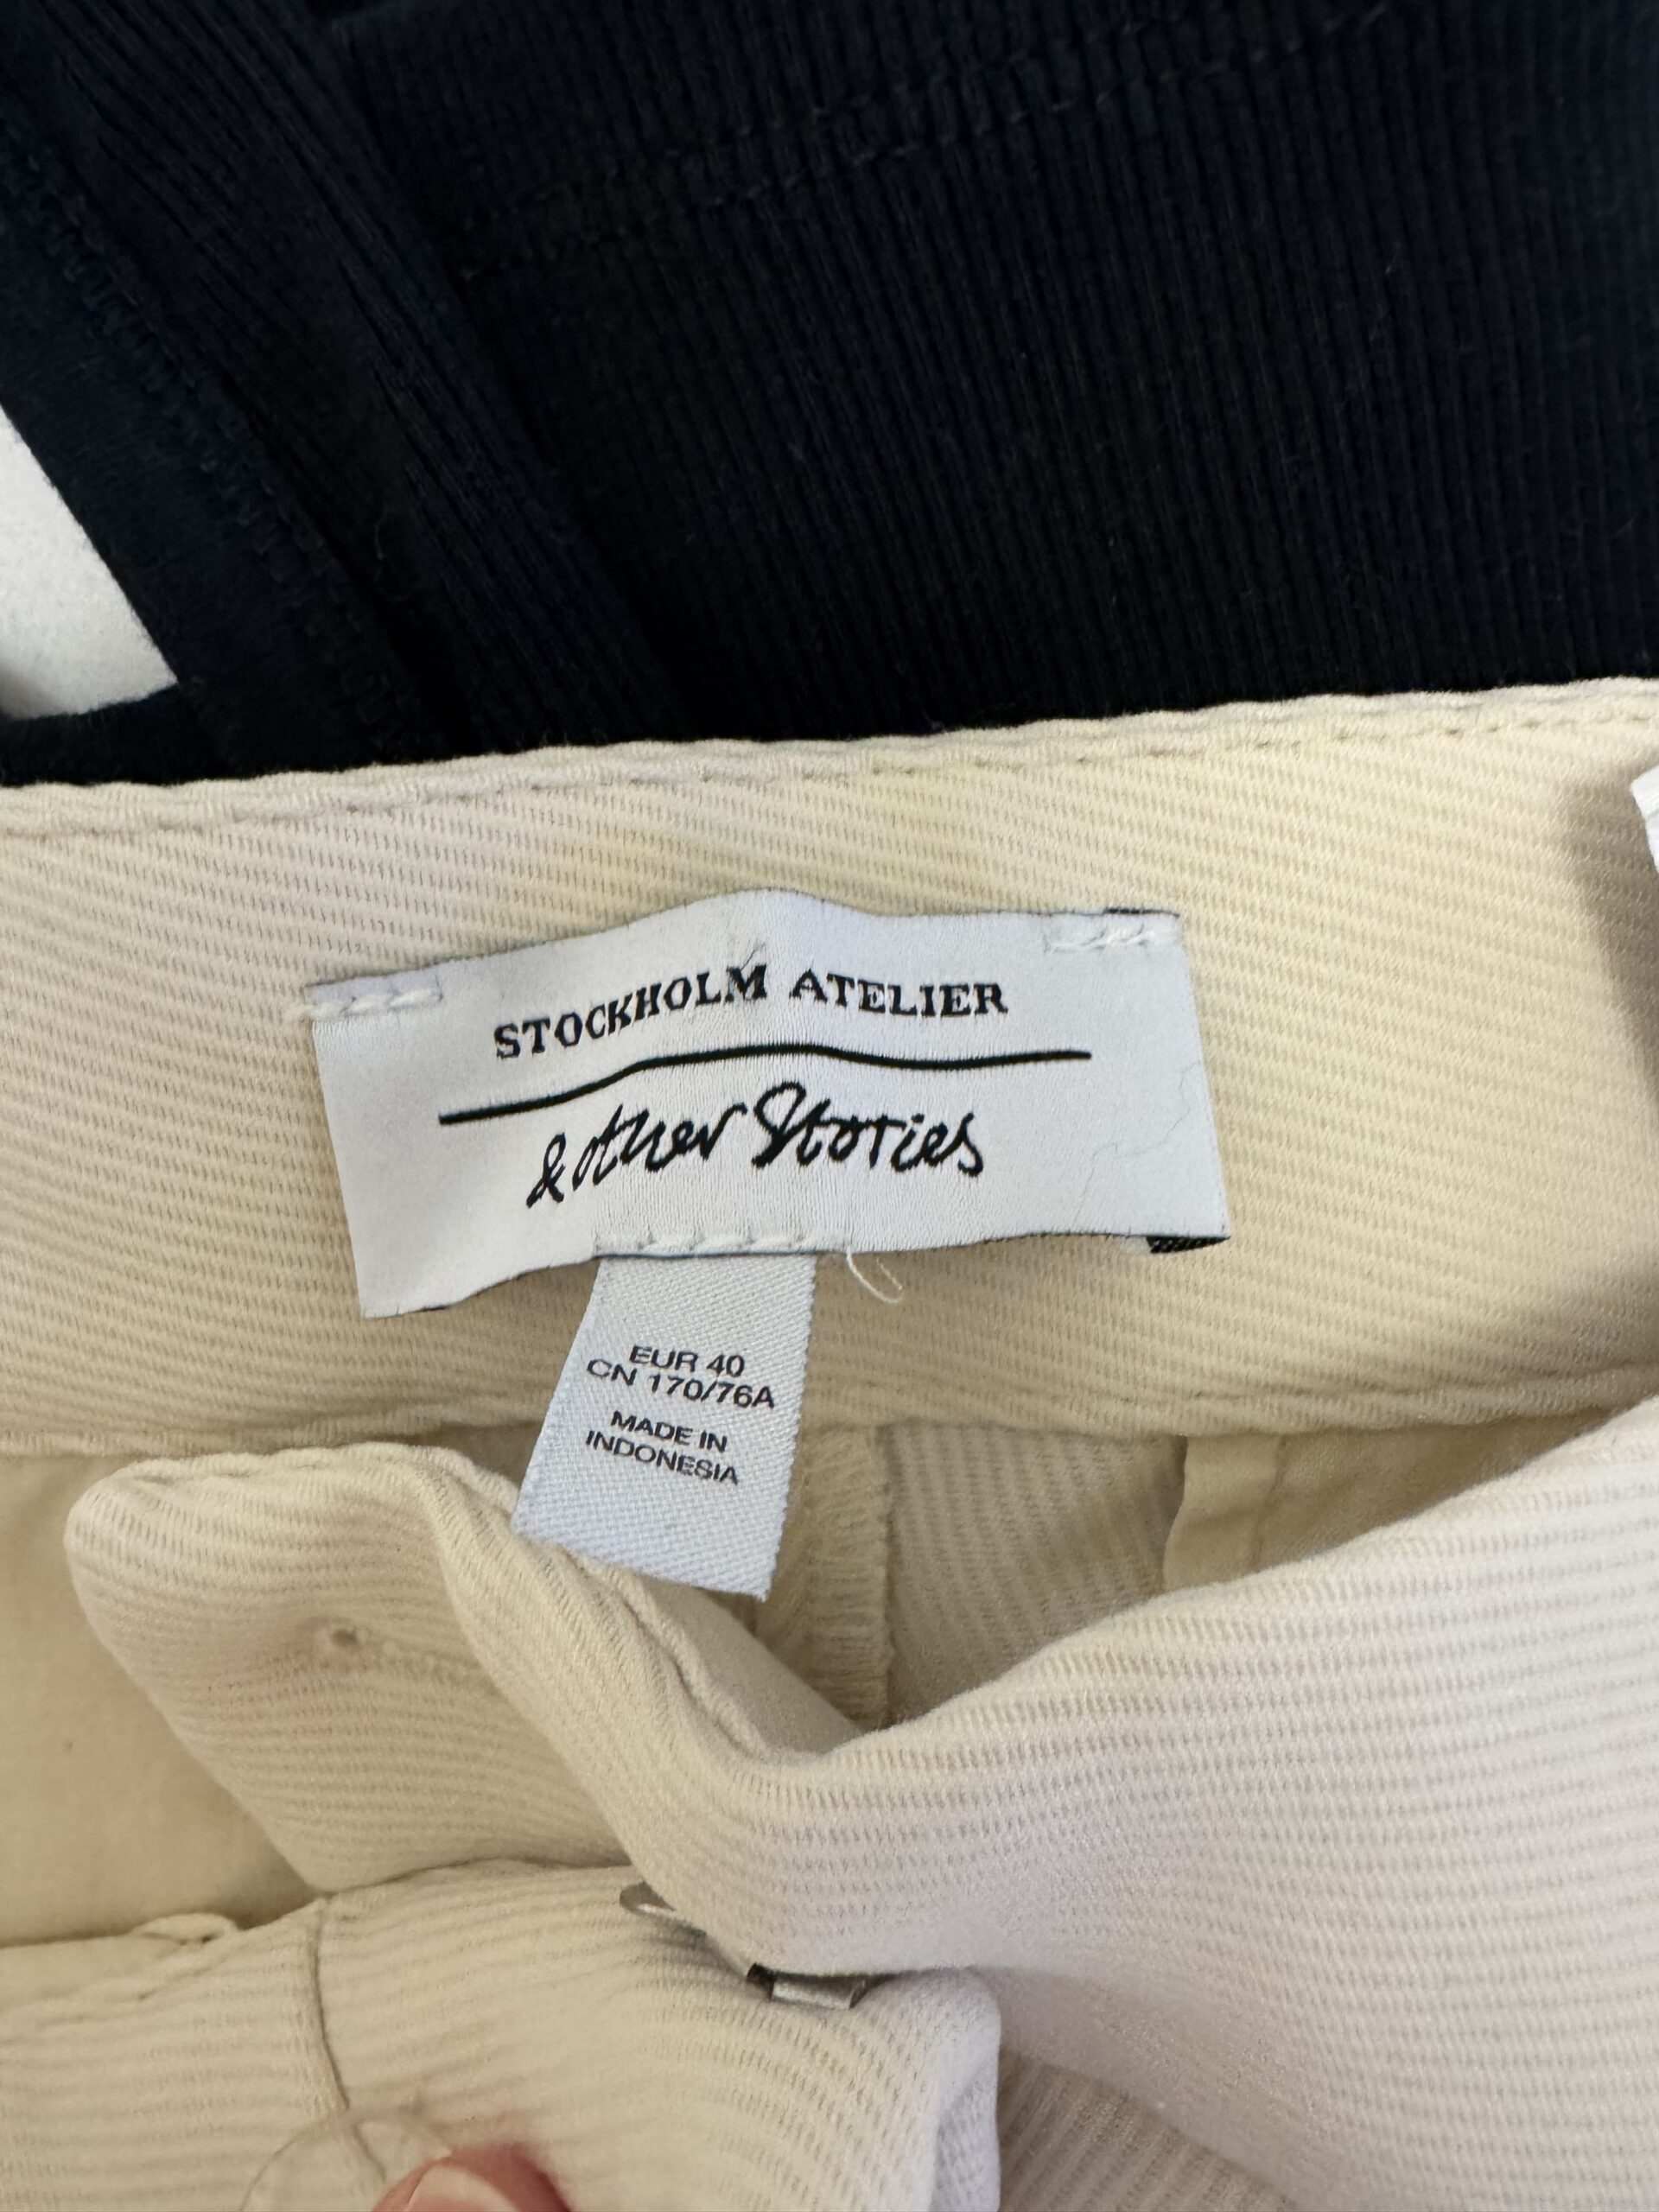 STOCKHOLM ATELIER
& other Stories
EUR 40
CN 170/76A
MADE IN
INDONESIA